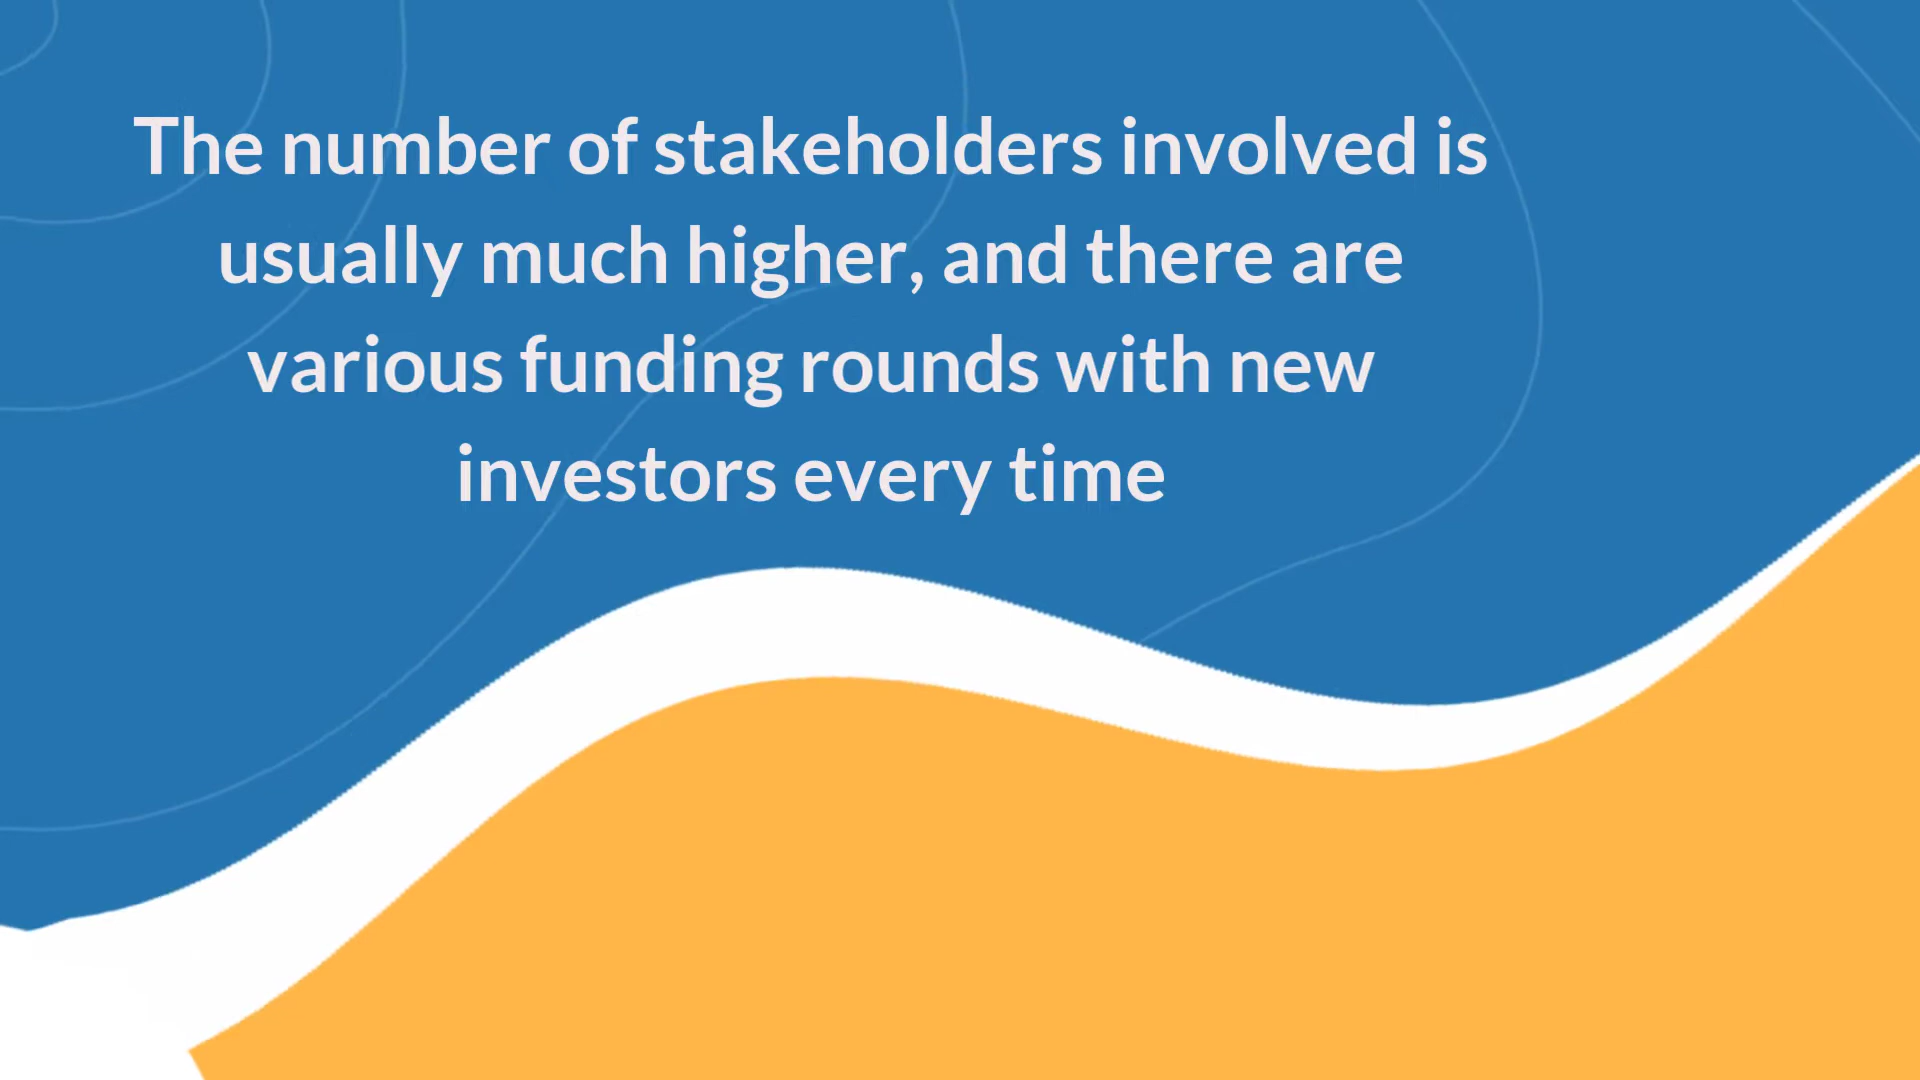 The number of stakeholders involved is
usually much higher, and there are
various funding rounds with new
investors every time